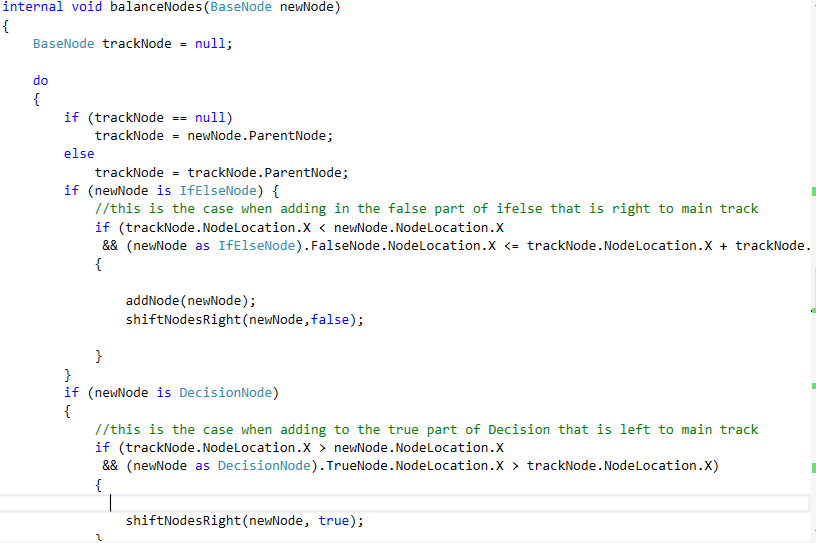 internal void balanceNodes(BaseNode newNode)
{
    BaseNode trackNode = null;
    do
    {
        if (trackNode == null)
            trackNode = newNode.ParentNode;
        else
            trackNode = trackNode.ParentNode;
        if (newNode is IfElseNode) {
            //this is the case when adding in the false part of ifelse that is right to main track
            if (trackNode.NodeLocation.X < newNode.NodeLocation.X
             && (newNode as IfElseNode).FalseNode.NodeLocation.X <= trackNode.NodeLocation.X + trackNode.
            {
                addNode(newNode);
                shiftNodesRight(newNode,false);
            }
        }
        if (newNode is DecisionNode)
        {
            //this is the case when adding to the true part of Decision that is left to main track
            if (trackNode.NodeLocation.X > newNode.NodeLocation.X
             && (newNode as DecisionNode).TrueNode.NodeLocation.X > trackNode.NodeLocation.X)
            {
                shiftNodesRight(newNode, true);
            }